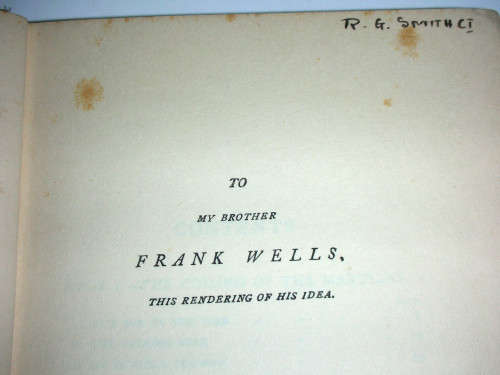 R. G. SMITH CI
TO
MY BROTHER
FRANK WELLS,
THIS RENDERING OF HIS IDEA.